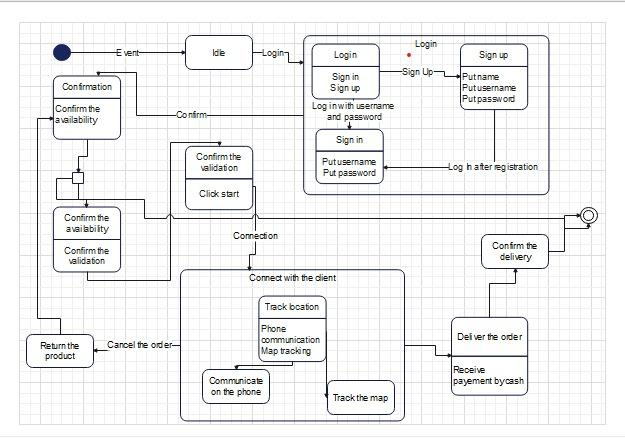 Event
Idle
Login
Login
Login
Sign in
Sign up
Sign Up
Sign up
Put name
Put username
Put password
Log in with username
and password
Sign in
Put username
Put password
Log In after registration
Confirmation
Confirm the
availability
Confirm
Confirm the
validation
Click start
Confirm the
availability
Confirm the
validation
Connection
Confirm the
delivery
Connect with the client
Track location
Phone
communication
Map tracking
Communicate
on the phone
Track the map
Cancel the order
Return the
product
Deliver the order
Receive
payement by cash